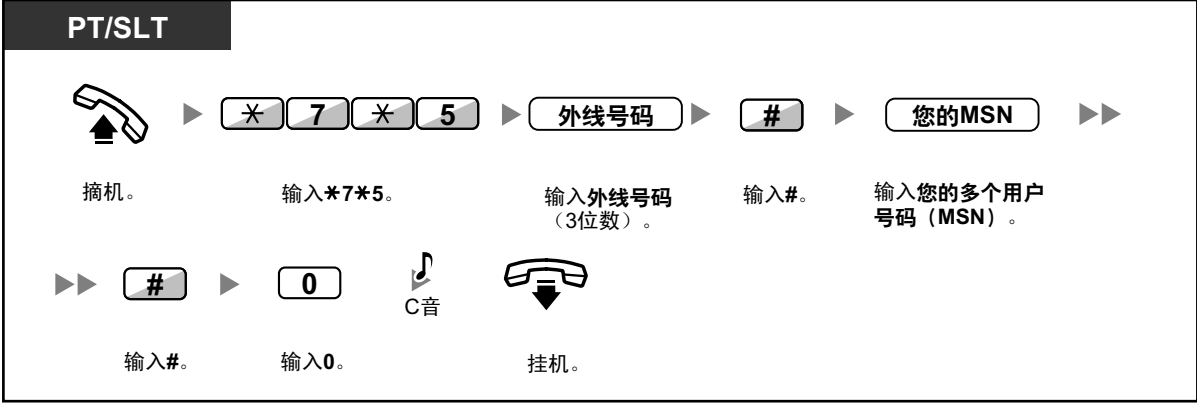 PT/SLT
* 7 * 5 外线号码 # 您的MSN
摘机。 输入*7*5。 输入外线号码 输入#。 输入您的多个用户
（3位数）。 号码（MSN）。
# 0
C音
输入#。 输入0。 挂机。